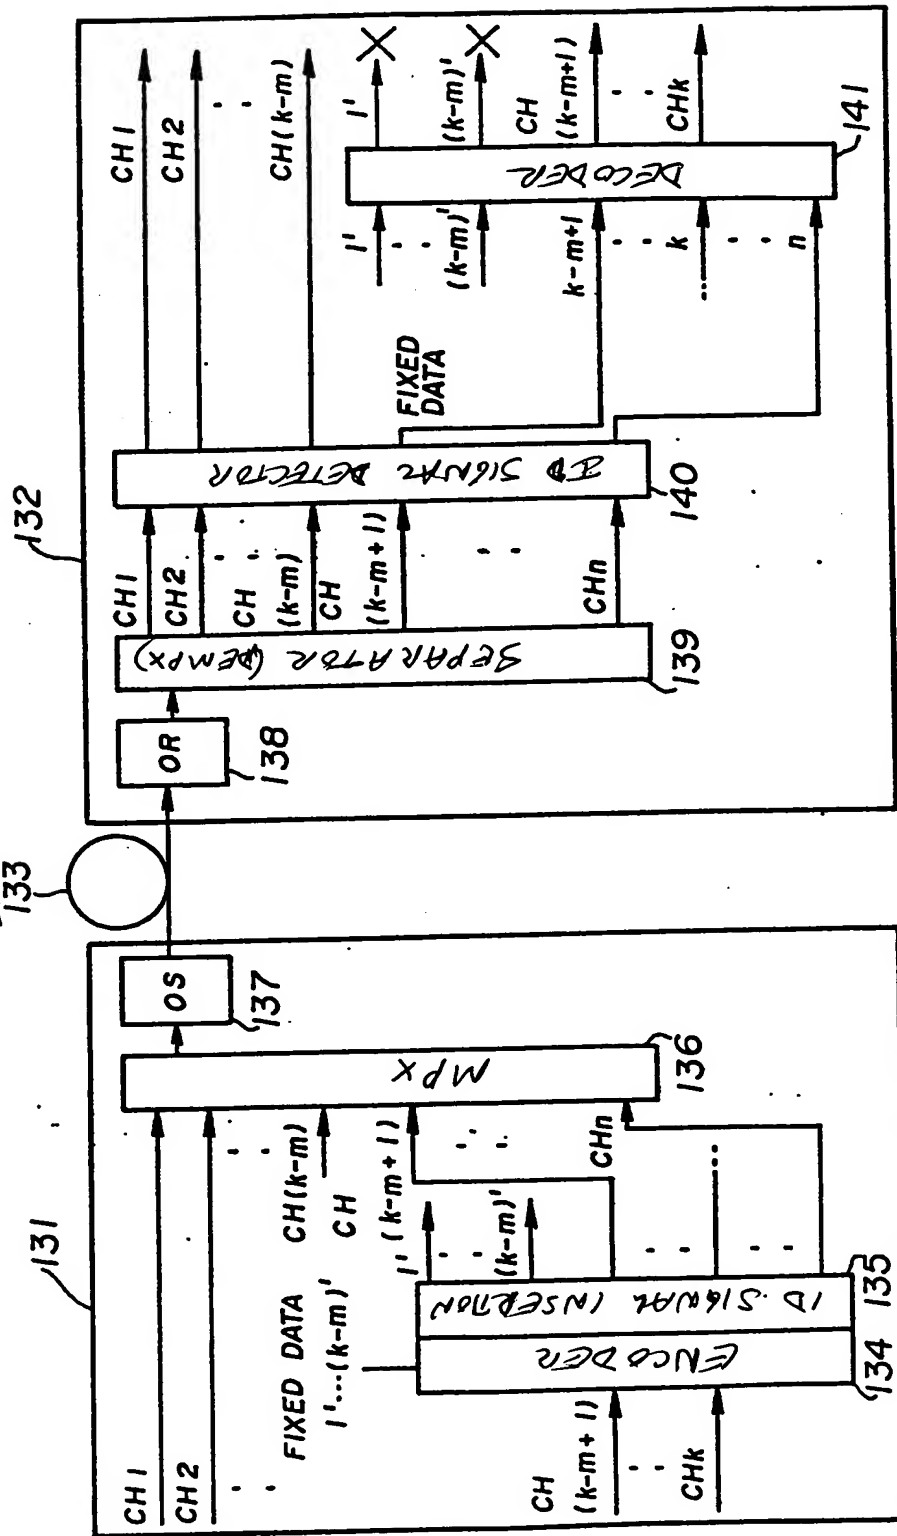 131
CH1
CH2
FIXED DATA
1'...(k-m)'
CH
(k-m+1)
CHk
ENCODER
134
ID. SIGNAL INSERTION
135
1'
(k-m)'
CH(k-m)
CH
(k-m+1)
CHn
MPX
136
OS
137
133
132
OR
138
SEPARATOR (DEMPX)
139
CH1
CH2
CH
(k-m)
CH
(k-m+1)
CHn
ID SIGNAL DETECTOR
140
FIXED
DATA
CH1
CH2
CH(k-m)
1'
(k-m)'
k-m+1
k
n
DECODER
141
1'
(k-m)'
CH
(k-m+1)
CHk